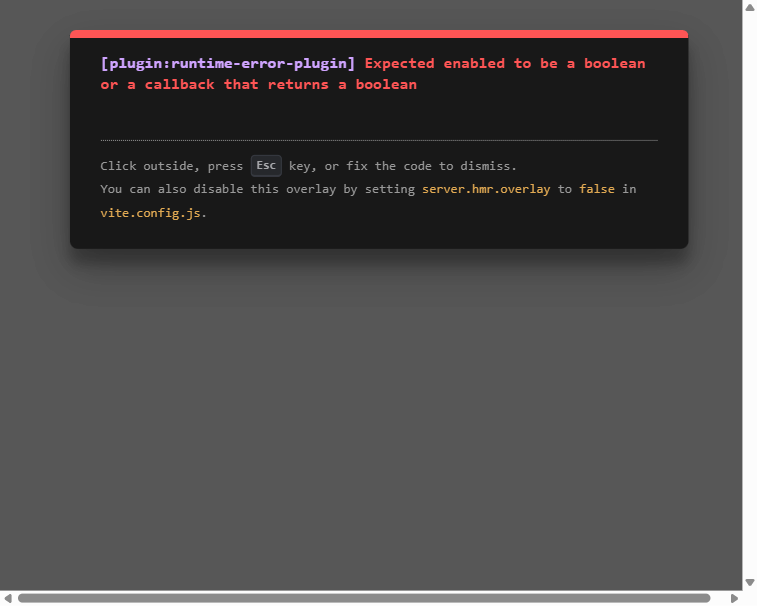 [plugin:runtime-error-plugin] Expected enabled to be a boolean
or a callback that returns a boolean
Click outside, press Esc key, or fix the code to dismiss.
You can also disable this overlay by setting server.hmr.overlay to false in
vite.config.js.